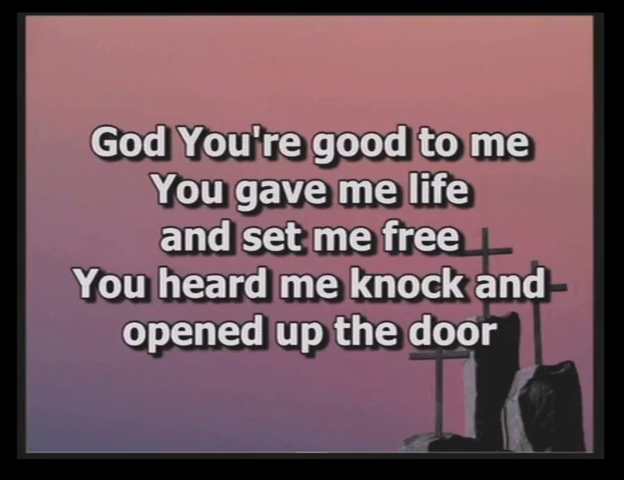 God You're good to me
You gave me life
and set me free
You heard me knock and
opened up the door